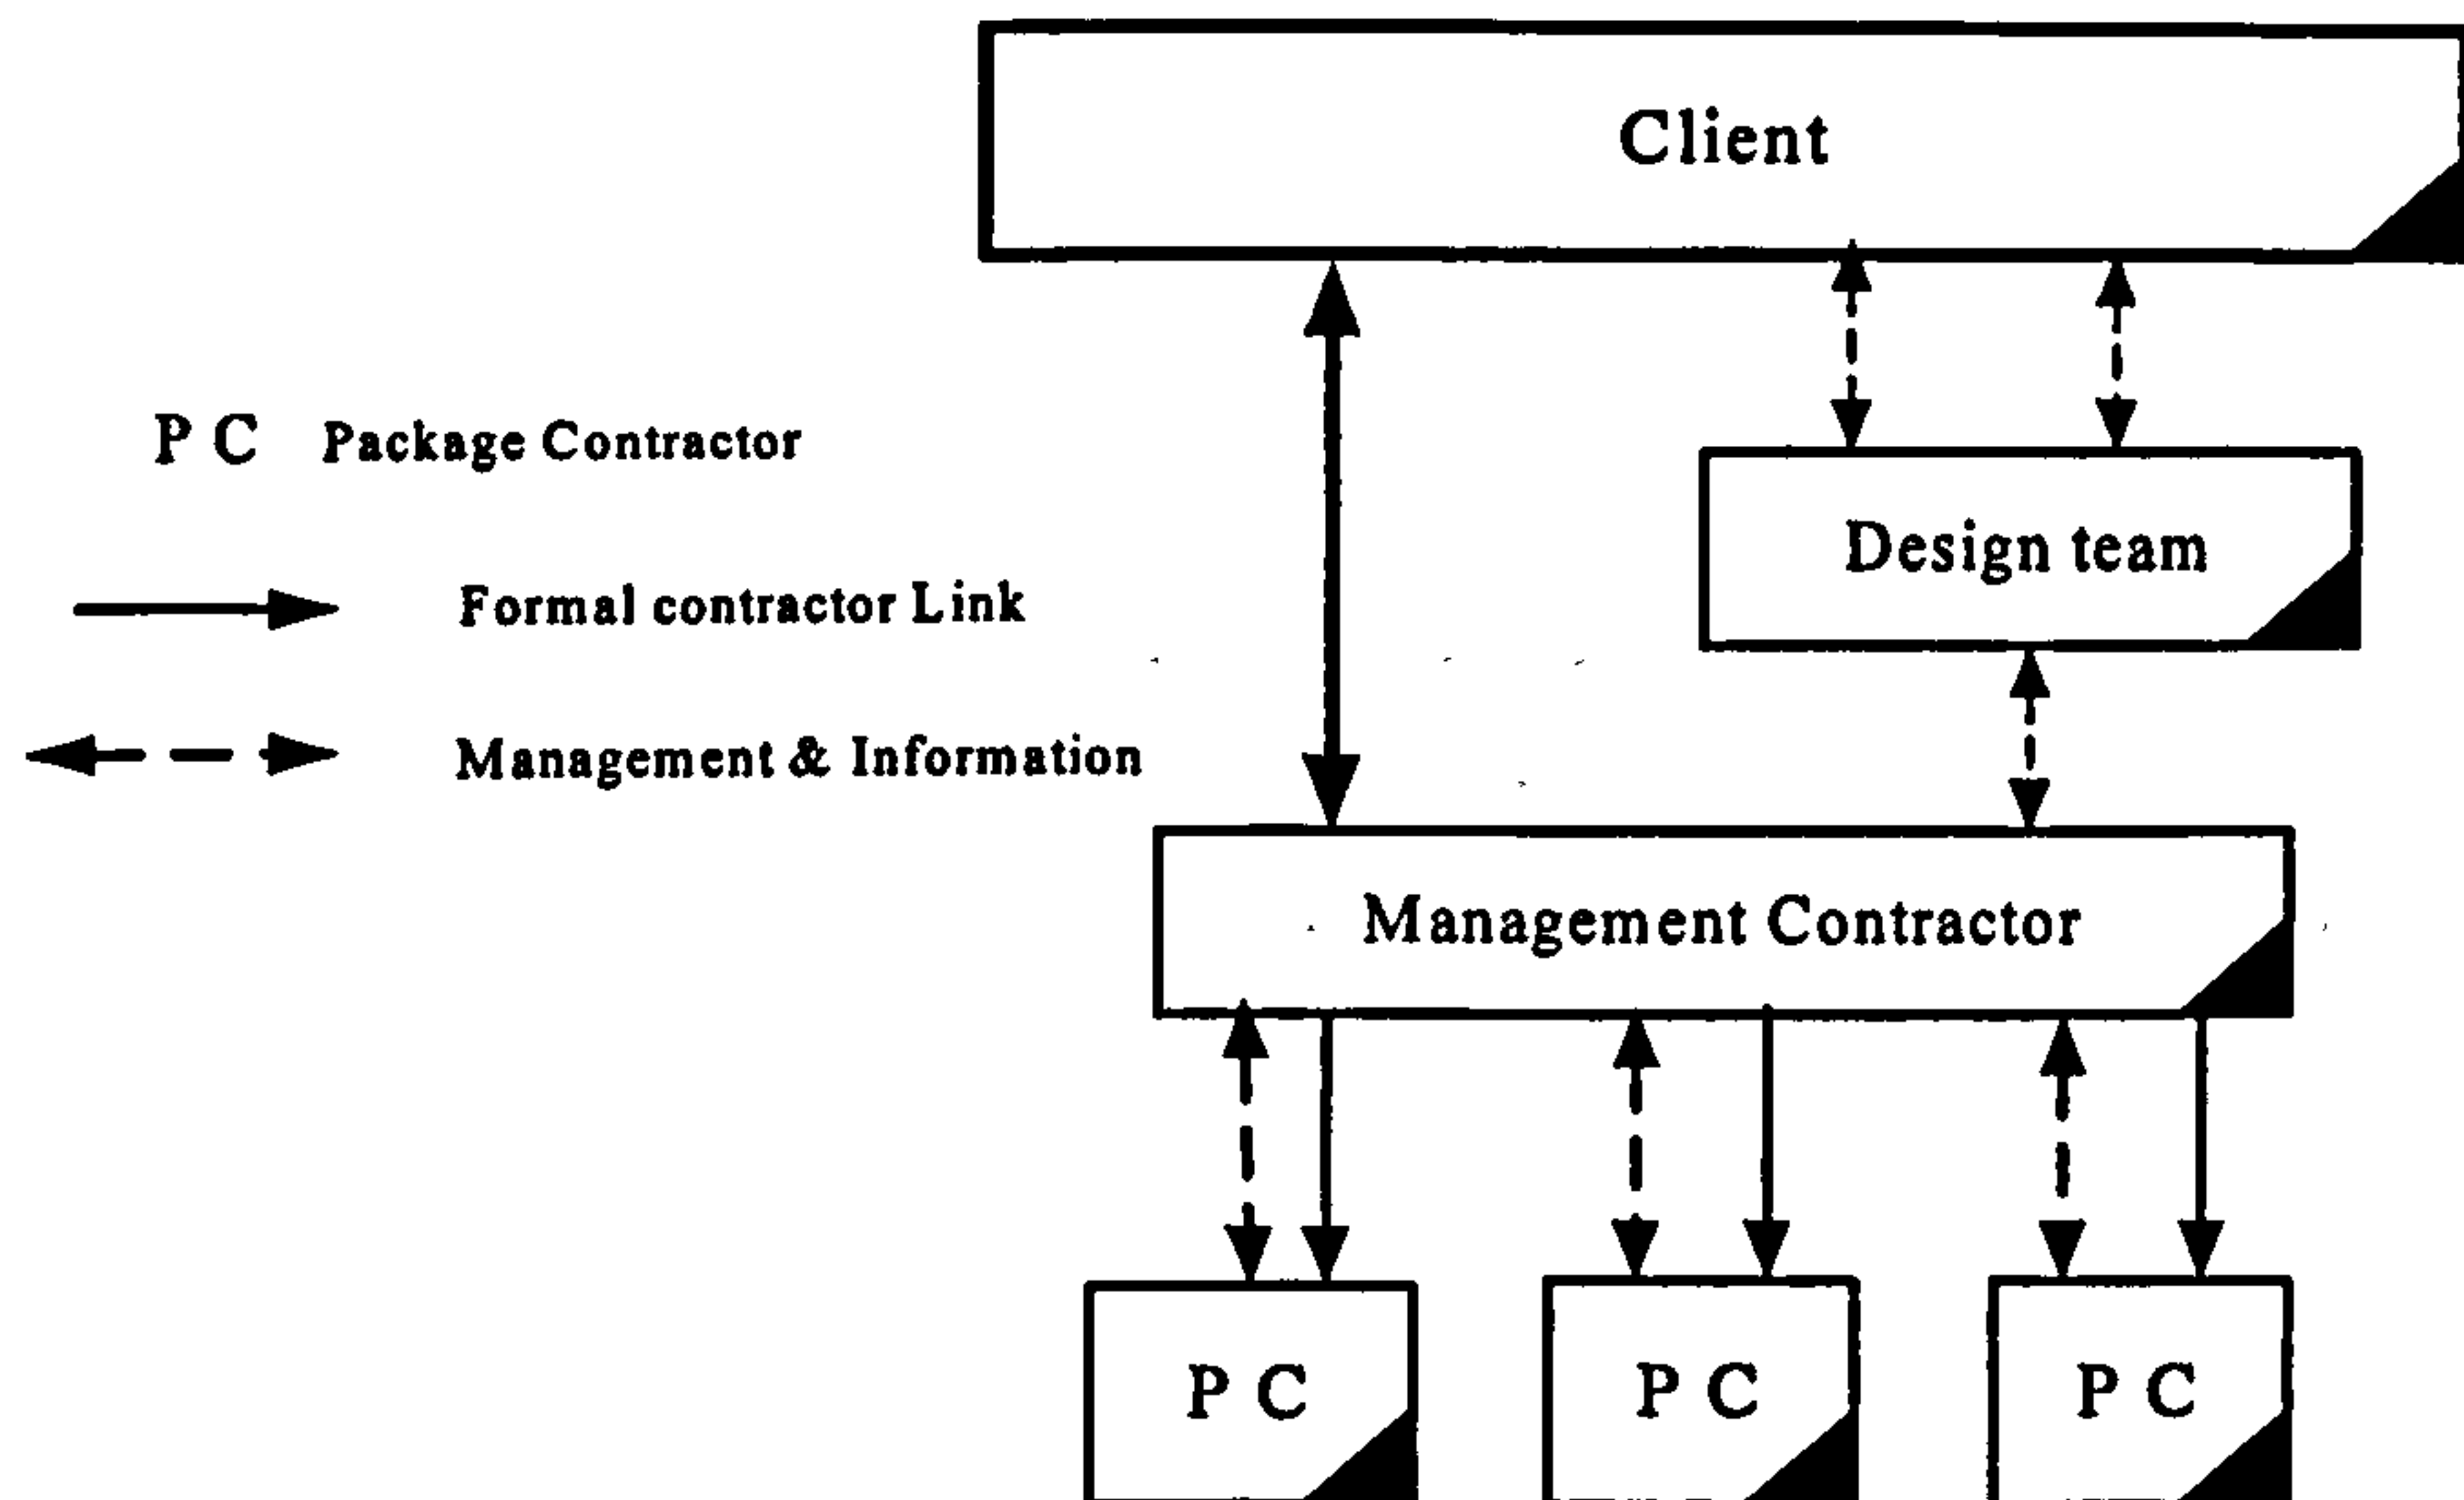 Client
P C Package Contractor
Design team
Formal contractor Link
Management & Information
Management Contractor
P C
P C
P C